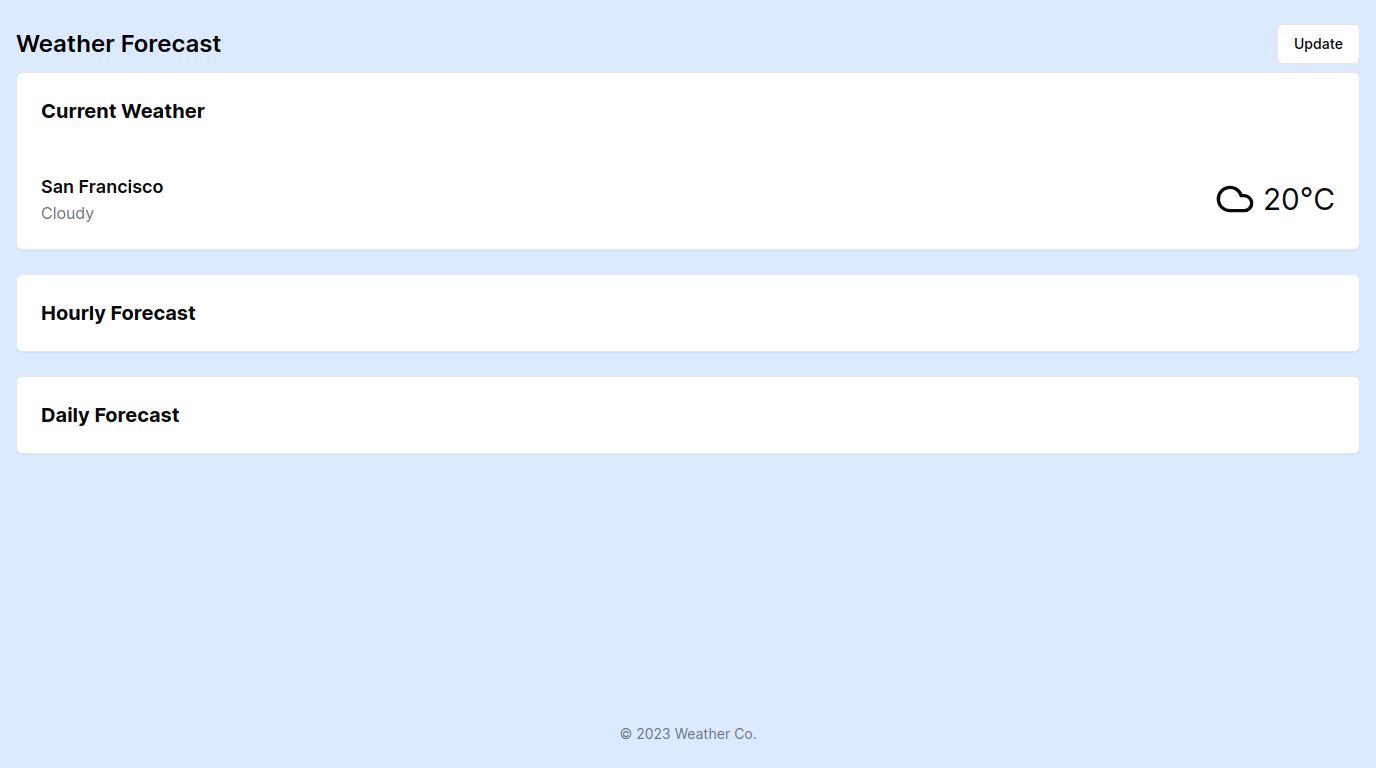 Weather Forecast
Update
Current Weather
San Francisco
Cloudy
20°C
Hourly Forecast
Daily Forecast
© 2023 Weather Co.